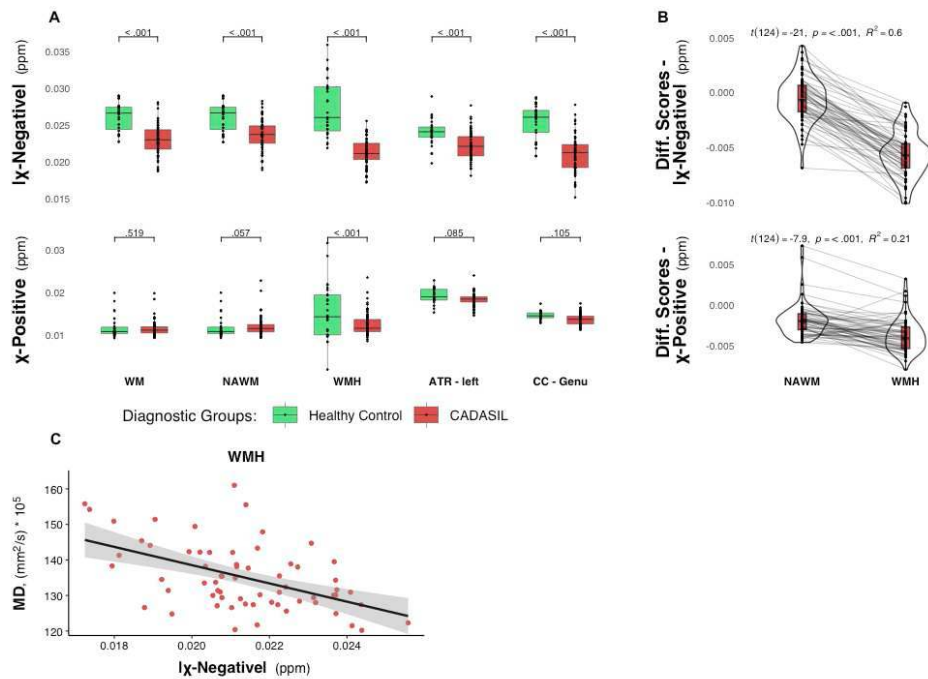 A
B
<.001 <.001 <.001 <.001 <.001
t(124) = -21, p = <.001, R² = 0.6
0.035
0.030
0.025
0.020
0.015
|χ-Negativel (ppm)
0.005
0.000
-0.005
-0.010
Diff. Scores -
|χ-Negativel (ppm)
.519 .057 <.001 .085 .105
t(124) = -7.9, p = <.001, R² = 0.21
0.03
0.02
0.01
χ-Positive (ppm)
0.005
0.000
-0.005
Diff. Scores -
χ-Positive (ppm)
WM NAWM WMH ATR - left CC - Genu
NAWM WMH
Diagnostic Groups: Healthy Control CADASIL
C
WMH
160
150
140
130
120
MD, (mm²/s) * 10⁵
0.018 0.020 0.022 0.024
|χ-Negativel (ppm)